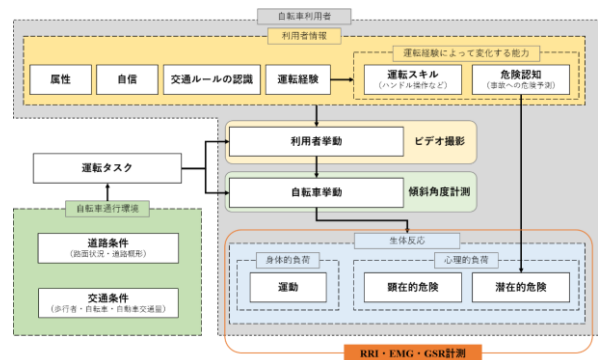 自転車利用者
利用者情報
運転経験によって変化する能力
属性
自信
交通ルールの認識
運転経験
運転スキル
(ハンドル操作など)
危険認知
(事故への危険予測)
利用者挙動
ビデオ撮影
運転タスク
自転車挙動
傾斜角度計測
自転車通行環境
道路条件
(路面状況・道路概形)
交通条件
(歩行者・自転車・自動車交通量)
生体反応
身体的負荷
運動
心理的負荷
顕在的危険
潜在的危険
RRI・EMG・GSR計測